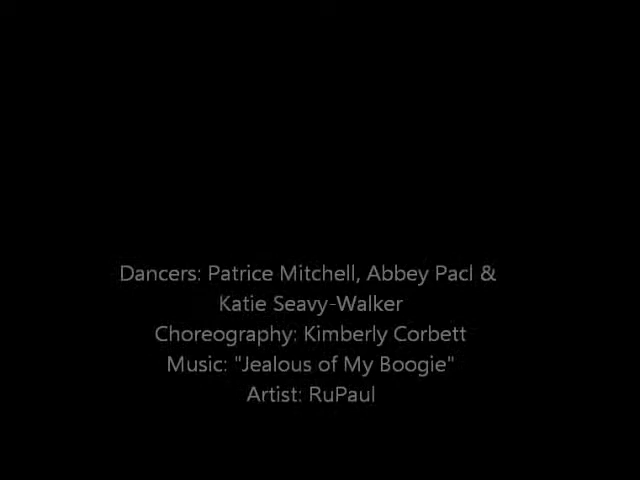 Dancers: Patrice Mitchell, Abbey Pacl &
Katie Seavy-Walker
Choreography: Kimberly Corbett
Music: "Jealous of My Boogie"
Artist: RuPaul